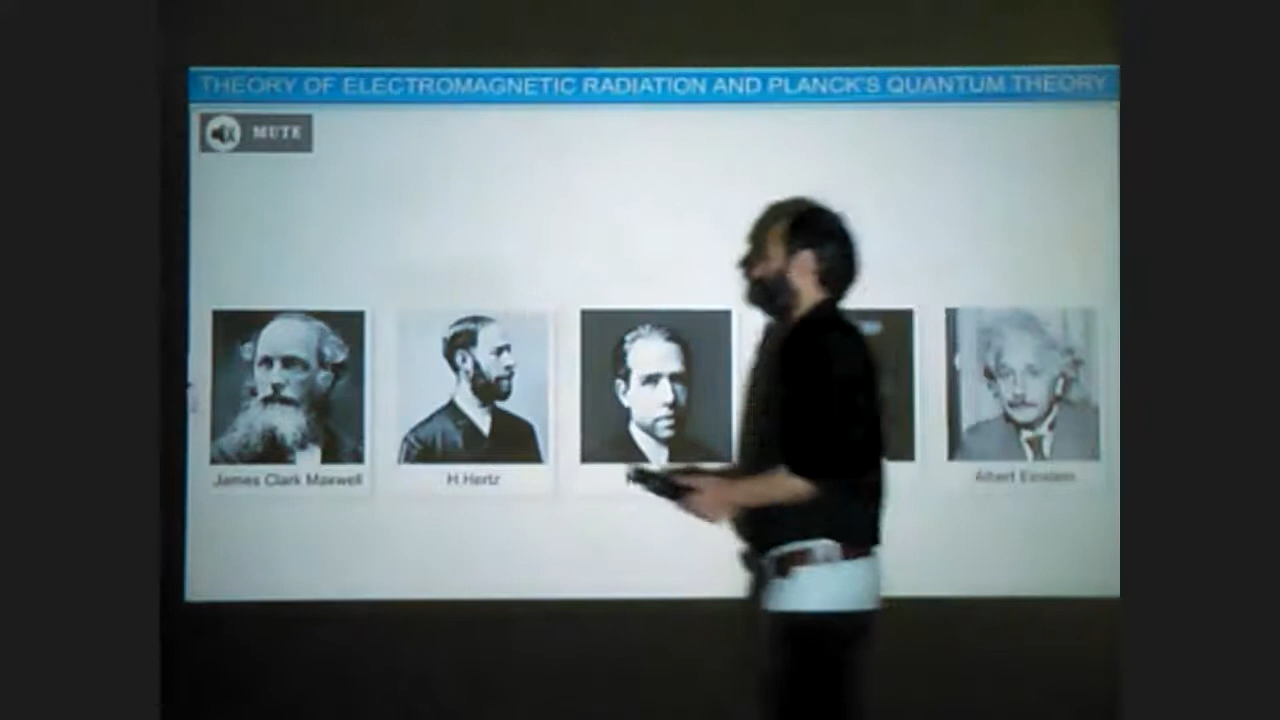 THEORY OF ELECTROMAGNETIC RADIATION AND PLANCK'S QUANTUM THEORY
MUTE
James Clark Maxwell
H Hertz
Albert Einstein